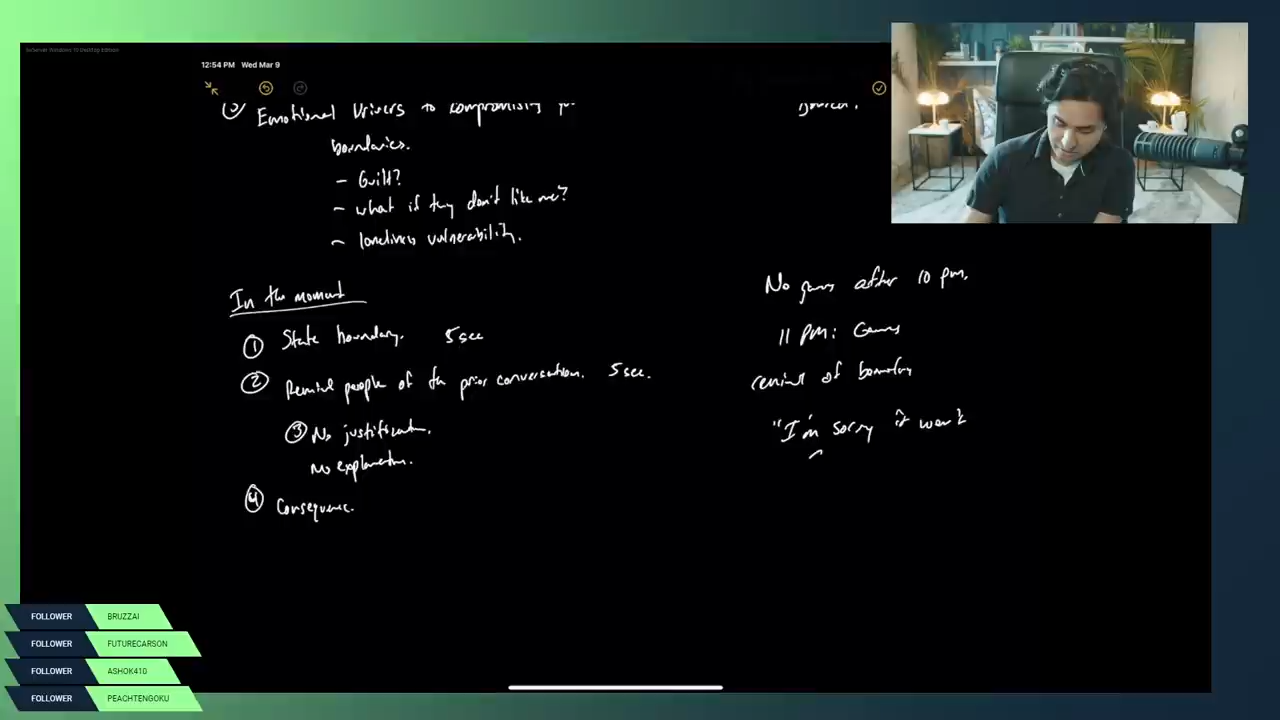 12:54 PM Wed Mar 9
Emotional Drivers to compromising
boundaries.
- Guilt?
- What if they don't like me?
- loneliness vulnerability.
In the moment
① State boundary. 5 sec
② Remind people of the prior conversation. 5 sec.
③ No justification.
No explanation.
④ Consequence.
No games after 10 pm.
11 PM: Games
remind of boundary
"I'm sorry it won't
FOLLOWER BRUZZAI
FOLLOWER FUTURECARSON
FOLLOWER ASHOK410
FOLLOWER PEACHTENGOKU